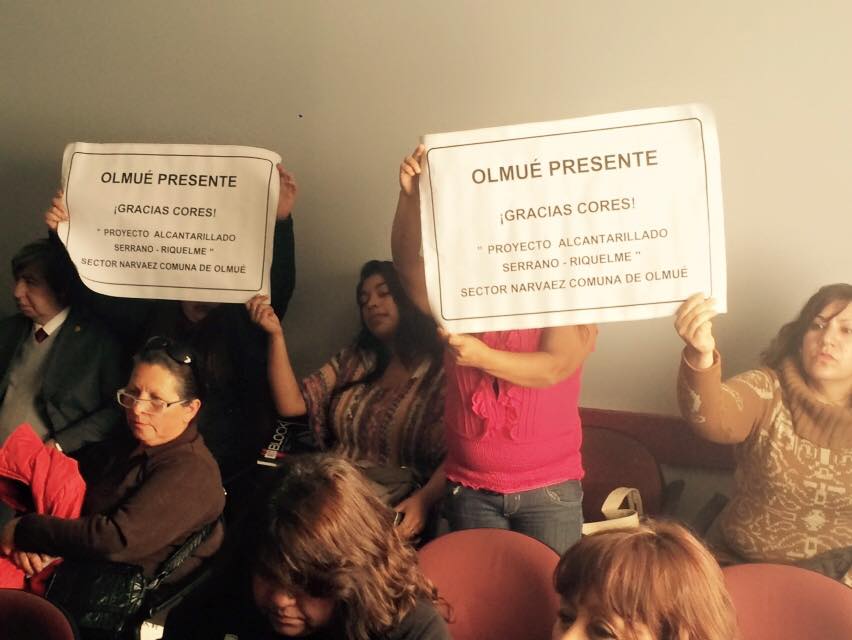 OLMUÉ PRESENTE
¡GRACIAS CORES!
" PROYECTO ALCANTARILLADO
SERRANO - RIQUELME "
SECTOR NARVAEZ COMUNA DE OLMUÉ
OLMUÉ PRESENTE
¡GRACIAS CORES!
" PROYECTO ALCANTARILLADO
SERRANO - RIQUELME "
SECTOR NARVAEZ COMUNA DE OLMUÉ
BLOCK